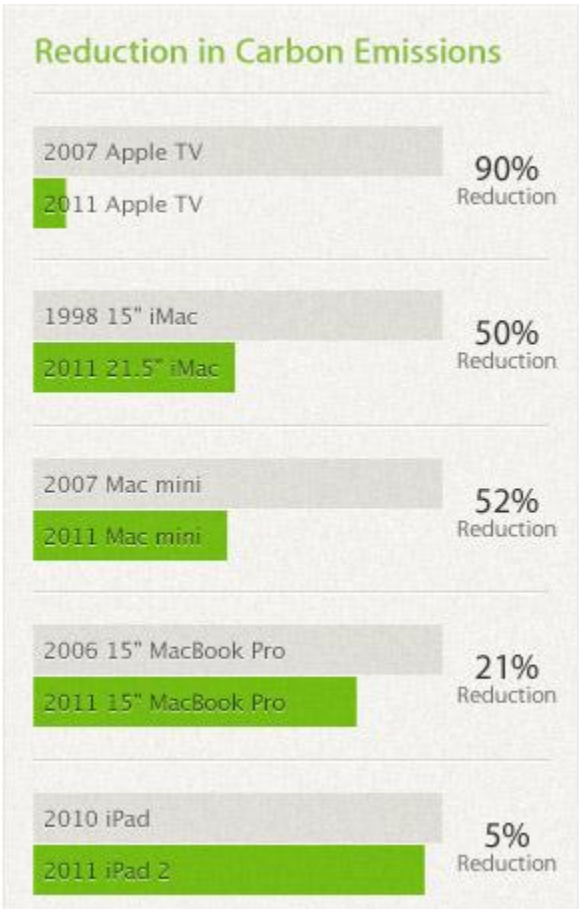 Reduction in Carbon Emissions
2007 Apple TV
90%
Reduction
2011 Apple TV
1998 15" iMac
50%
Reduction
2011 21.5" iMac
2007 Mac mini
52%
Reduction
2011 Mac mini
2006 15" MacBook Pro
21%
Reduction
2011 15" MacBook Pro
2010 iPad
5%
Reduction
2011 iPad 2